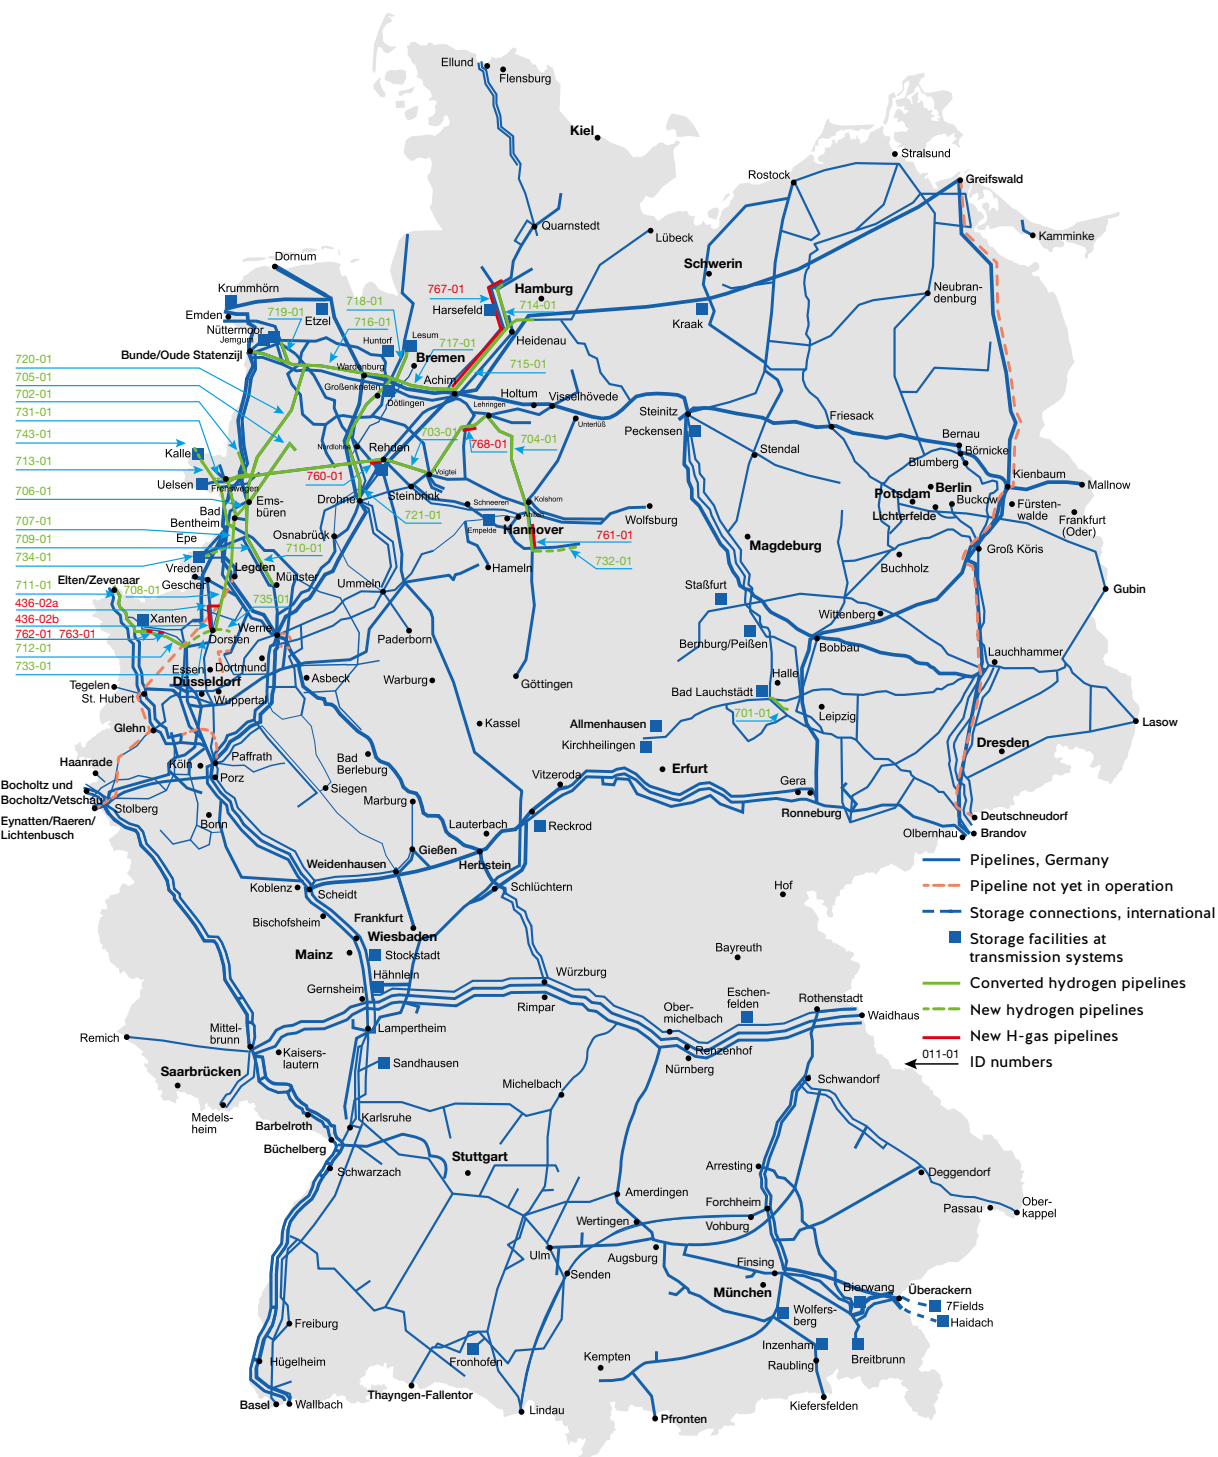 Ellund
Flensburg
Kiel
Stralsund
Rostock
Greifswald
Quarnstedt
Lübeck
Kamminke
Dornum
Schwerin
Krummhörn
767-01
Hamburg
Neubran-
denburg
718-01
714-01
Emden
719-01
Etzel
Harsefeld
716-01
Kraak
Nüttermoor
Jemgum
Huntorf
Lesum
717-01
Heidenau
Bunde/Oude Statenzijl
Bremen
720-01
Wardenburg
715-01
705-01
Großenkneten
Achim
702-01
Dötlingen
Holtum
Visselhövede
731-01
Lehringen
Steinitz
Friesack
Unterlüß
743-01
703-01
704-01
Peckensen
Bernau
Kalle
Nordlohne
Rehden
768-01
Stendal
Börnicke
713-01
Blumberg
Uelsen
760-01
Voigtei
Kienbaum
Frenswegen
Mallnow
706-01
Ems-
büren
Drohne
Steinbrink
Potsdam
Berlin
Buckow
Schneeren
Kolshorn
Fürsten-
walde
Bad
Bentheim
721-01
Ahlten
Wolfsburg
Lichterfelde
Frankfurt
(Oder)
707-01
Empelde
Hannover
Epe
Osnabrück
761-01
709-01
710-01
Magdeburg
Groß Köris
734-01
732-01
Vreden
Legden
Hameln
Buchholz
Elten/Zevenaar
Gescher
Münster
Ummeln
711-01
708-01
Staßfurt
Gubin
436-02a
735-01
436-02b
Xanten
Wittenberg
762-01 763-01
Werne
712-01
Dorsten
Paderborn
Bernburg/Peißen
Bobbau
733-01
Essen
Dortmund
Lauchhammer
Tegelen
Düsseldorf
Asbeck
Warburg
Halle
St. Hubert
Wuppertal
Göttingen
Bad Lauchstädt
701-01
Leipzig
Glehn
Kassel
Allmenhausen
Lasow
Kirchheilingen
Dresden
Haanrade
Köln
Paffrath
Bad
Berleburg
Erfurt
Porz
Vitzeroda
Gera
Bocholtz und
Bocholtz/Vetschau
Siegen
Stolberg
Marburg
Ronneburg
Eynatten/Raeren/
Lichtenbusch
Bonn
Lauterbach
Reckrod
Deutschneudorf
Olbernhau
Brandov
Weidenhausen
Gießen
Herbstein
Pipelines, Germany
Koblenz
Scheidt
Schlüchtern
Hof
Pipeline not yet in operation
Bischofsheim
Frankfurt
Storage connections, international
Wiesbaden
Storage facilities at
transmission systems
Mainz
Stockstadt
Bayreuth
Hähnlein
Würzburg
Converted hydrogen pipelines
Gernsheim
Eschen-
felden
Rothenstadt
Rimpar
Ober-
michelbach
New hydrogen pipelines
Waidhaus
Remich
Mittel-
brunn
Lampertheim
New H-gas pipelines
Kaisers-
lautern
Renzenhof
011-01
ID numbers
Sandhausen
Nürnberg
Saarbrücken
Michelbach
Schwandorf
Medels-
heim
Barbelroth
Karlsruhe
Büchelberg
Stuttgart
Schwarzach
Arresting
Deggendorf
Amerdingen
Forchheim
Passau
Ober-
kappel
Wertingen
Vohburg
Ulm
Augsburg
Finsing
Senden
München
Bierwang
Überackern
Wolfers-
berg
7Fields
Haidach
Freiburg
Inzenham
Hügelheim
Fronhofen
Kempten
Raubling
Breitbrunn
Thayngen-Fallentor
Basel
Wallbach
Lindau
Kiefersfelden
Pfronten